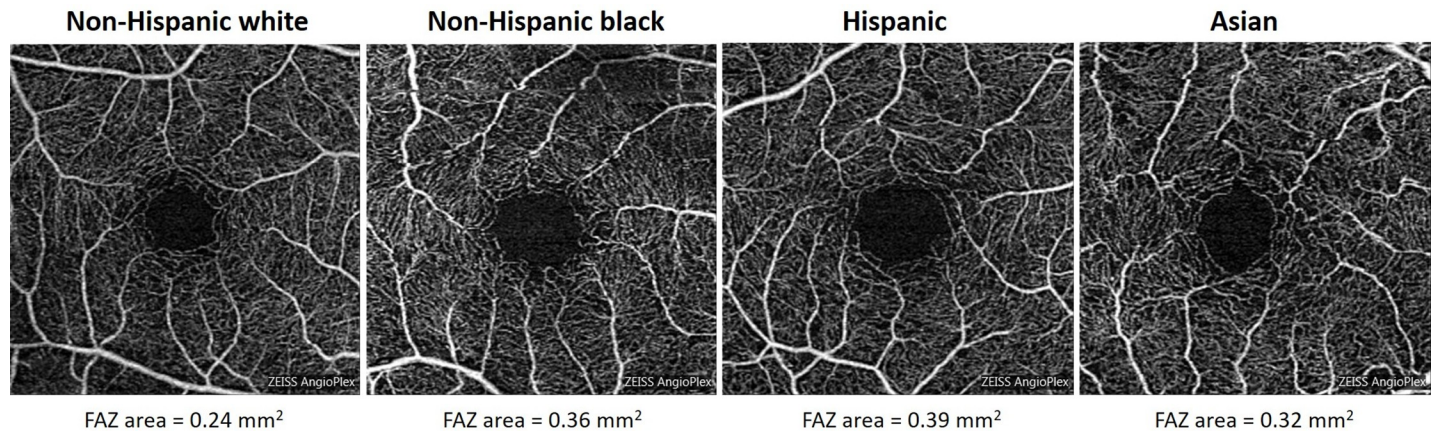 Non-Hispanic white
Non-Hispanic black
Hispanic
Asian
ZEISS AngioPlex
ZEISS AngioPlex
ZEISS AngioPlex
ZEISS AngioPlex
FAZ area = 0.24 mm²
FAZ area = 0.36 mm²
FAZ area = 0.39 mm²
FAZ area = 0.32 mm²